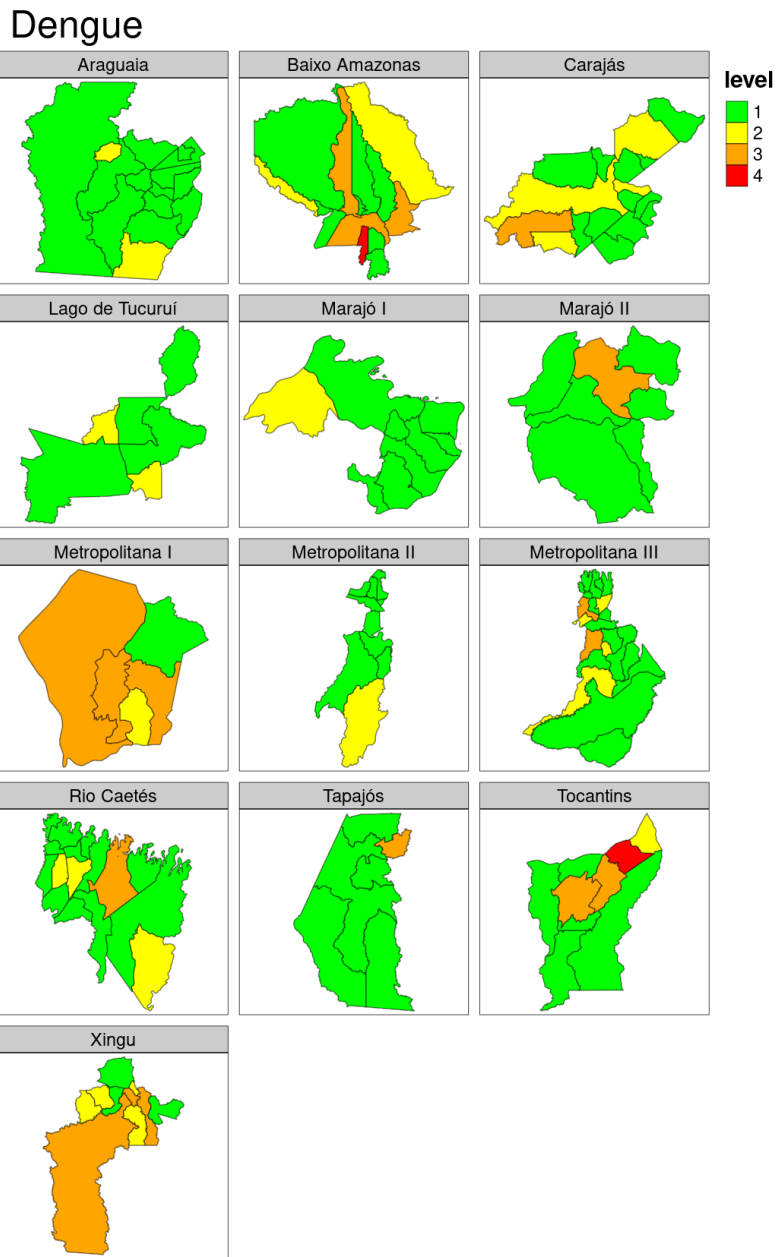 Dengue
Araguaia
Baixo Amazonas
Carajás
level
1
2
3
4
Lago de Tucuruí
Marajó I
Marajó II
Metropolitana I
Metropolitana II
Metropolitana III
Rio Caetés
Tapajós
Tocantins
Xingu